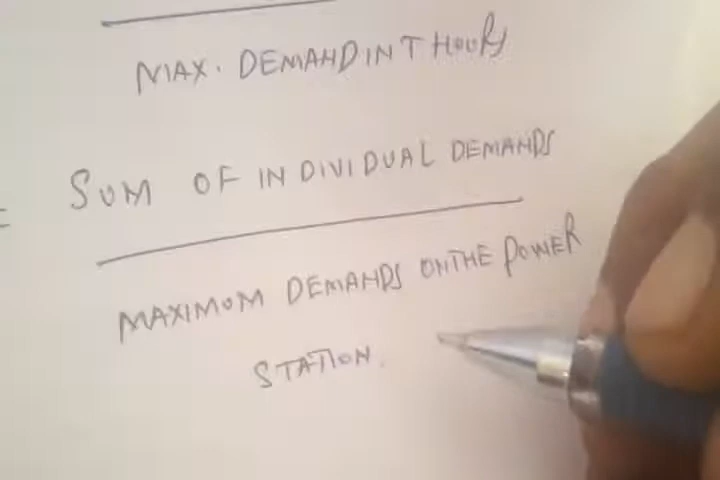 MAX. DEMAND IN T HOURS
= SUM OF INDIVIDUAL DEMANDS
MAXIMUM DEMANDS ON THE POWER
STATION.